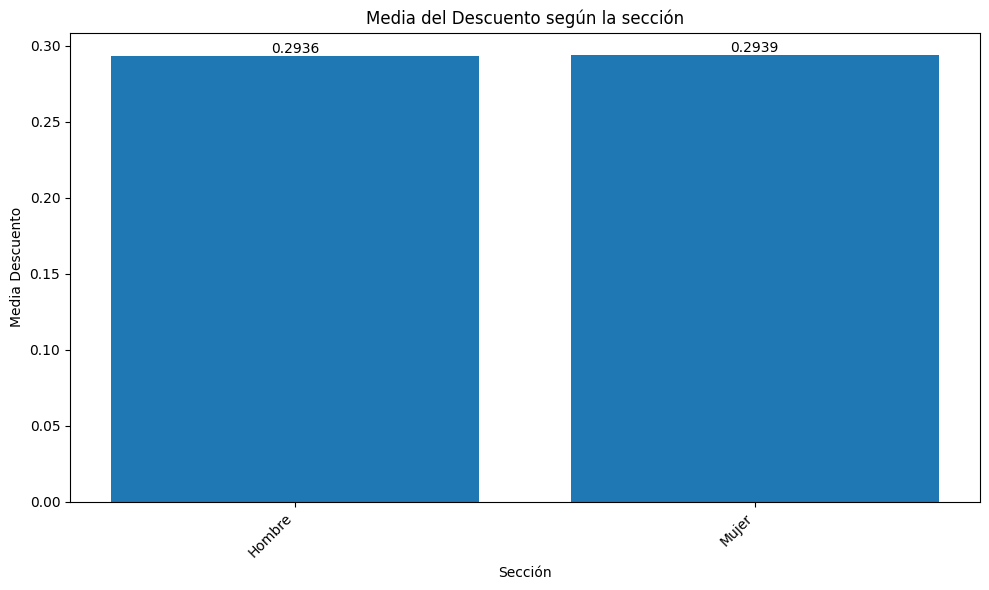 Media del Descuento según la sección
0.30
0.25
0.20
0.15
0.10
0.05
0.00
Media Descuento
0.2936
0.2939
Hombre
Mujer
Sección